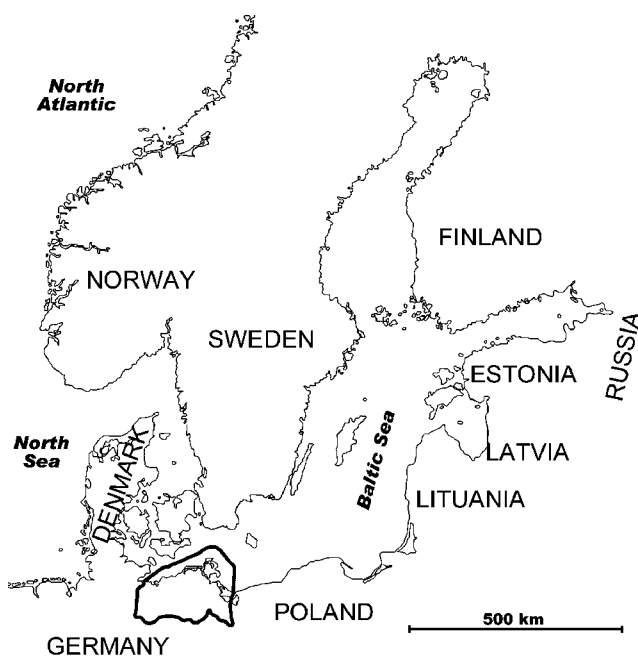 North
Atlantic
FINLAND
NORWAY
SWEDEN
RUSSIA
ESTONIA
North
Sea
DENMARK
Baltic Sea
LATVIA
LITUANIA
POLAND
500 km
GERMANY